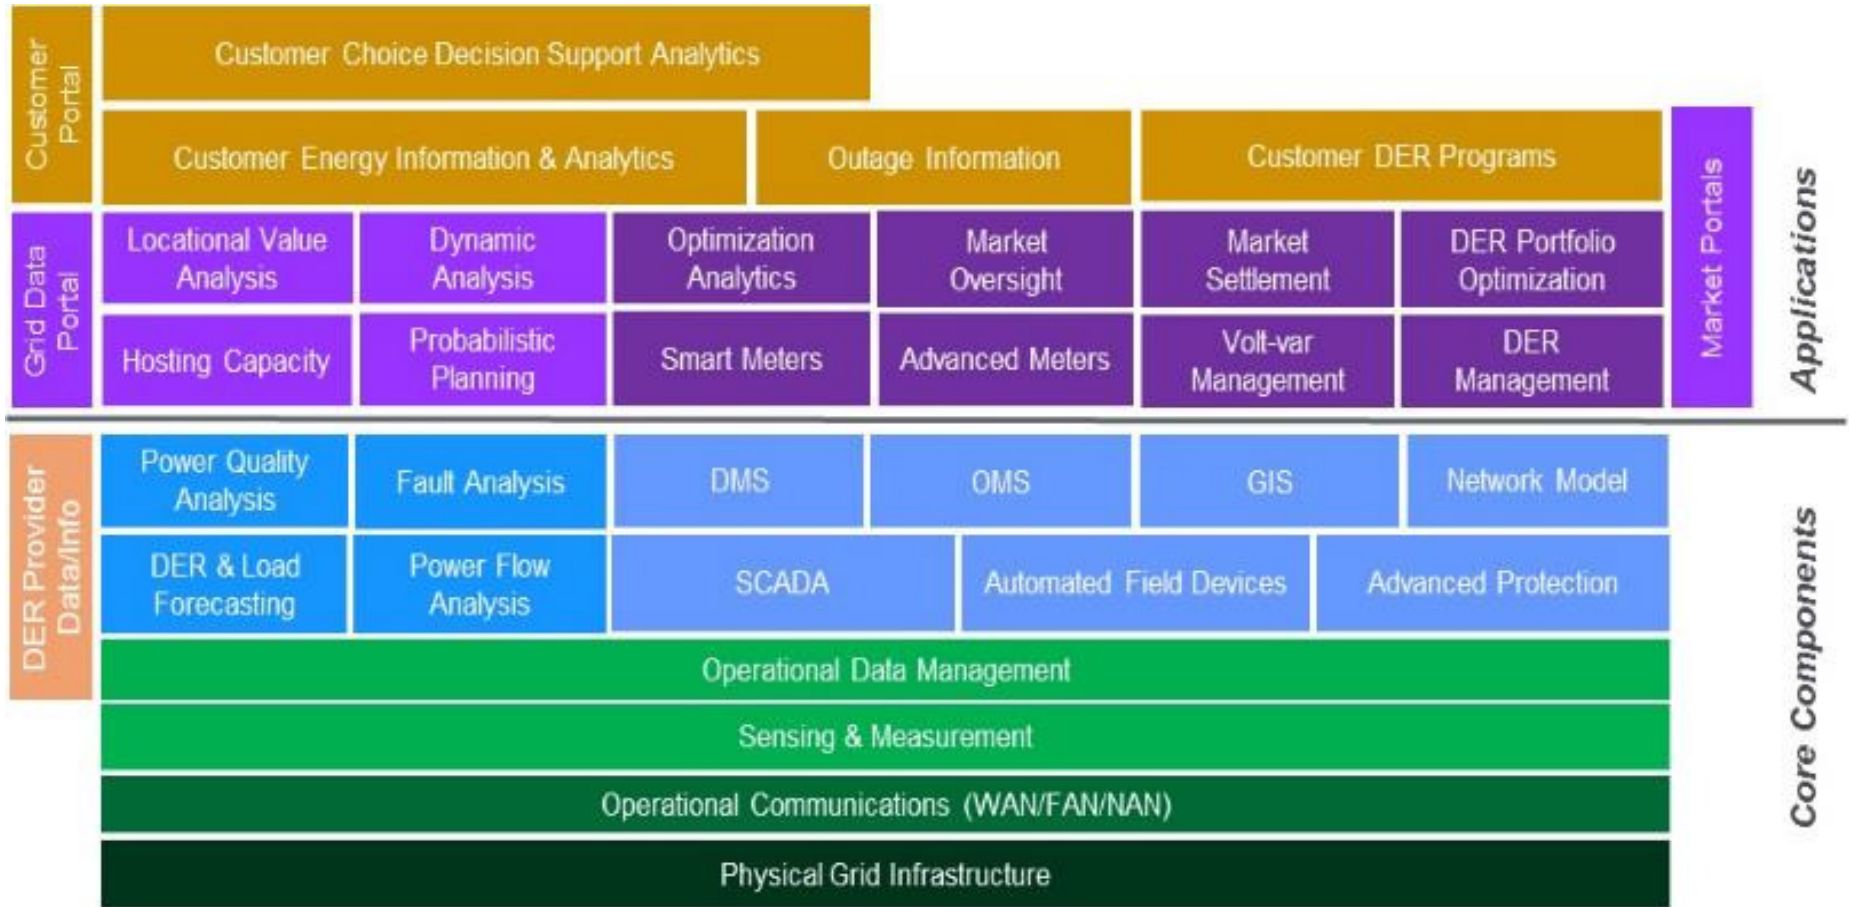 Customer
Portal
Customer Choice Decision Support Analytics
Customer Energy Information & Analytics
Outage Information
Customer DER Programs
Market Portals
Applications
Grid Data
Portal
Locational Value
Analysis
Dynamic
Analysis
Optimization
Analytics
Market
Oversight
Market
Settlement
DER Portfolio
Optimization
Hosting Capacity
Probabilistic
Planning
Smart Meters
Advanced Meters
Volt-var
Management
DER
Management
DER Provider
Data/Info
Power Quality
Analysis
Fault Analysis
DMS
OMS
GIS
Network Model
Core Components
DER & Load
Forecasting
Power Flow
Analysis
SCADA
Automated Field Devices
Advanced Protection
Operational Data Management
Sensing & Measurement
Operational Communications (WAN/FAN/NAN)
Physical Grid Infrastructure